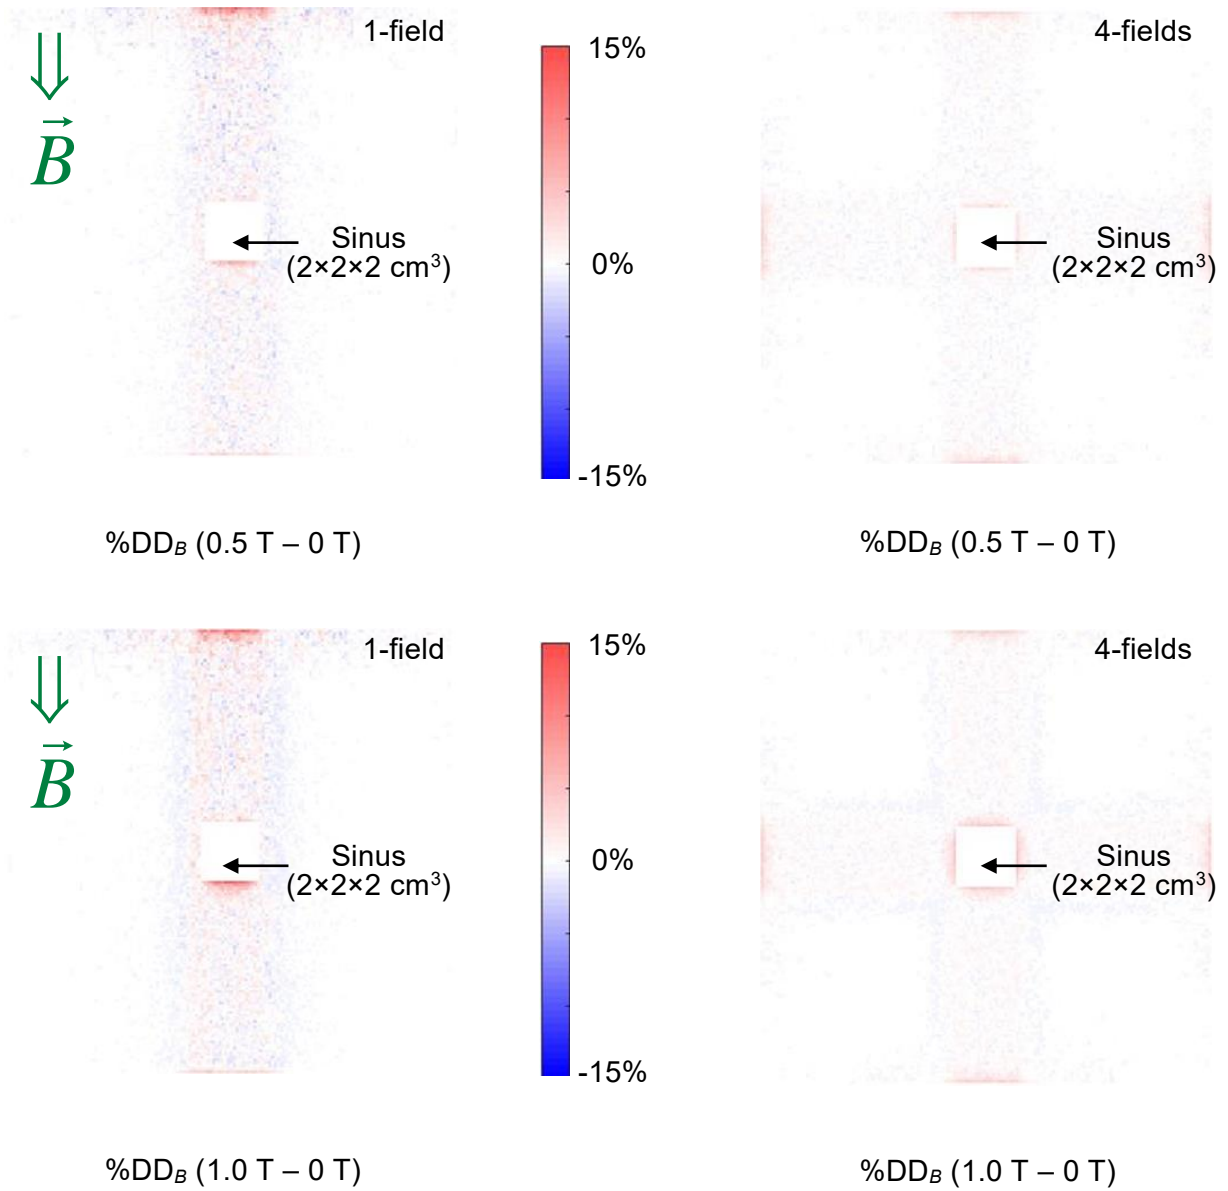 1-field
15%
4-fields
B
Sinus
(2×2×2 cm³)
0%
Sinus
(2×2×2 cm³)
-15%
%DD_B (0.5 T – 0 T)
%DD_B (0.5 T – 0 T)
1-field
15%
4-fields
B
Sinus
(2×2×2 cm³)
0%
Sinus
(2×2×2 cm³)
-15%
%DD_B (1.0 T – 0 T)
%DD_B (1.0 T – 0 T)